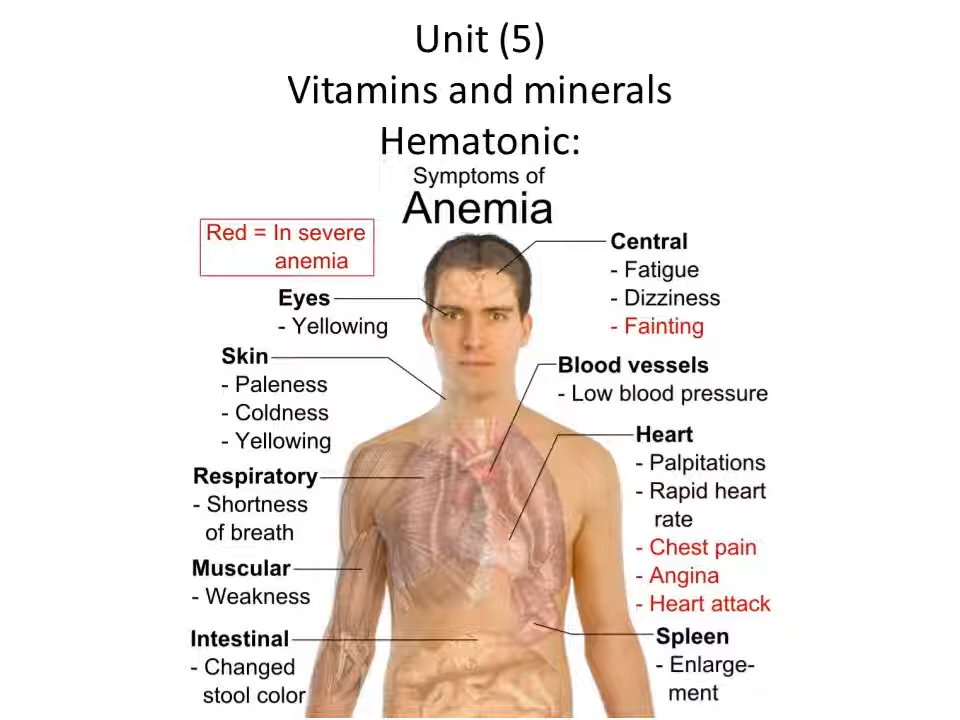 Unit (5)
Vitamins and minerals
Hematonic:
Symptoms of
Anemia
Red = In severe
anemia
Central
- Fatigue
- Dizziness
- Fainting
Eyes
- Yellowing
Skin
- Paleness
- Coldness
- Yellowing
Blood vessels
- Low blood pressure
Heart
- Palpitations
- Rapid heart
rate
- Chest pain
- Angina
- Heart attack
Respiratory
- Shortness
of breath
Muscular
- Weakness
Intestinal
- Changed
stool color
Spleen
- Enlarge-
ment